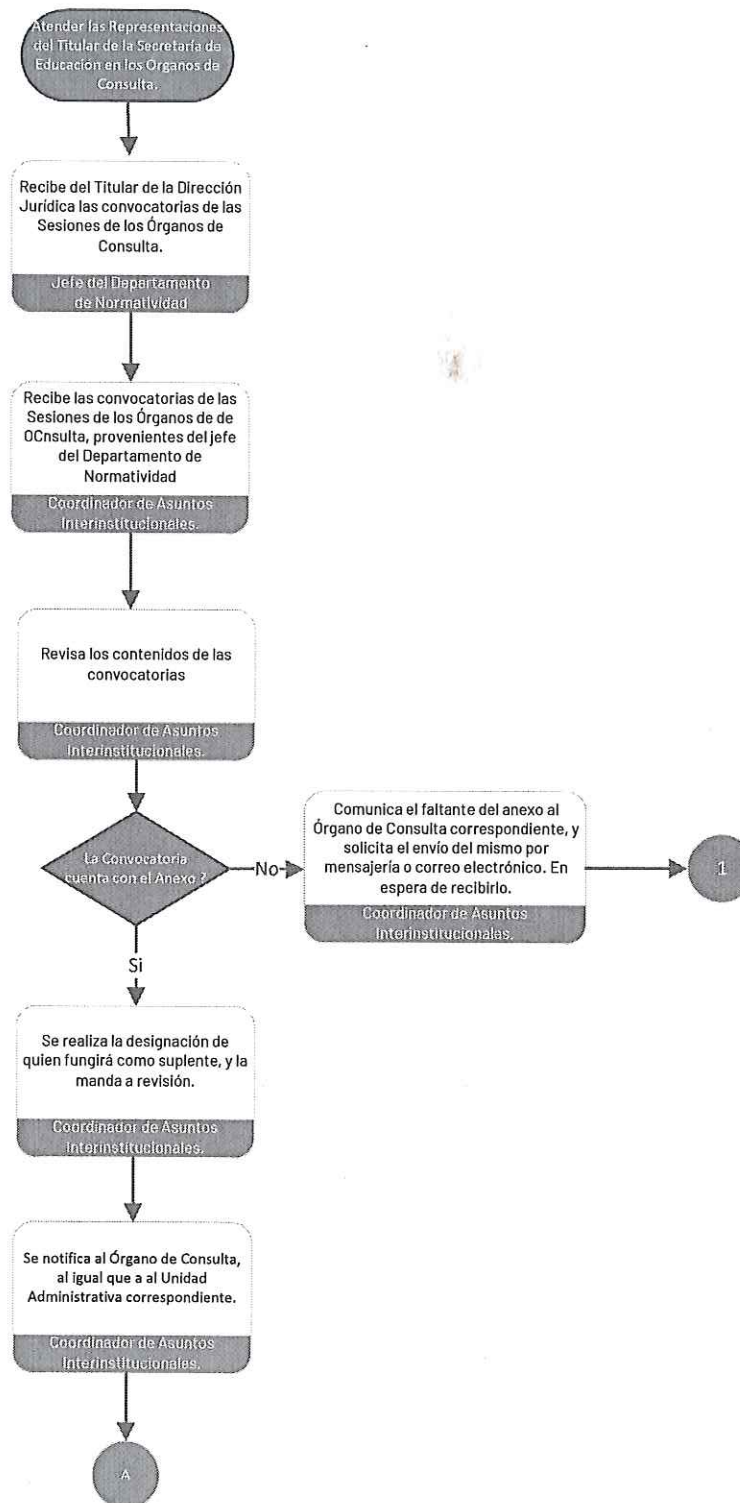 Atender las Representaciones
del Titular de la Secretaría de
Educación en los Órganos de
Consulta.
Recibe del Titular de la Dirección
Jurídica las convocatorias de las
Sesiones de los Órganos de
Consulta.
Jefe del Departamento
de Normatividad
Recibe las convocatorias de las
Sesiones de los Órganos de de
OCnsulta, provenientes del jefe
del Departamento de
Normatividad
Coordinador de Asuntos
Interinstitucionales.
Revisa los contenidos de las
convocatorias
Coordinador de Asuntos
Interinstitucionales.
La Convocatoria
cuenta con el Anexo ?
No
Comunica el faltante del anexo al
Órgano de Consulta correspondiente, y
solicita el envío del mismo por
mensajería o correo electrónico. En
espera de recibirlo.
Coordinador de Asuntos
Interinstitucionales.
1
Si
Se realiza la designación de
quien fungirá como suplente, y la
manda a revisión.
Coordinador de Asuntos
Interinstitucionales.
Se notifica al Órgano de Consulta,
al igual que a al Unidad
Administrativa correspondiente.
Coordinador de Asuntos
Interinstitucionales.
A